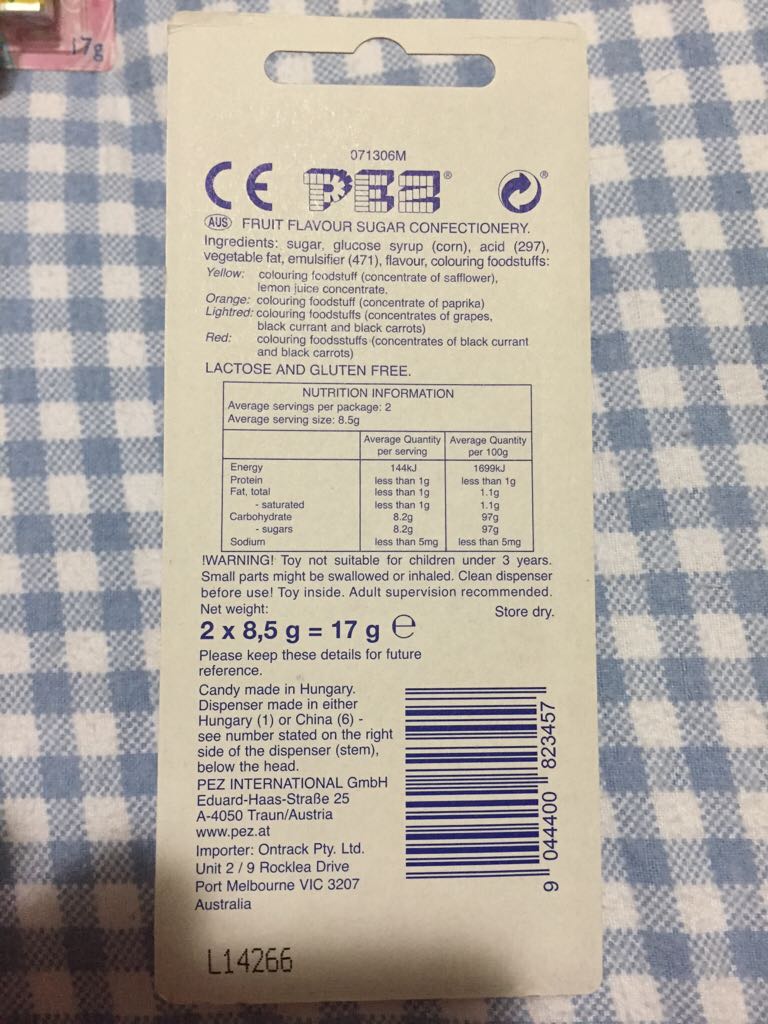 17g
071306M
CE PEZ®
®
AUS FRUIT FLAVOUR SUGAR CONFECTIONERY.
Ingredients: sugar, glucose syrup (corn), acid (297),
vegetable fat, emulsifier (471), flavour, colouring foodstuffs:
Yellow: colouring foodstuff (concentrate of safflower),
lemon juice concentrate.
Orange: colouring foodstuff (concentrate of paprika)
Lightred: colouring foodstuffs (concentrates of grapes,
black currant and black carrots)
Red: colouring foodsstuffs (concentrates of black currant
and black carrots)
LACTOSE AND GLUTEN FREE.
NUTRITION INFORMATION
Average servings per package: 2
Average serving size: 8.5g
Average Quantity Average Quantity
per serving per 100g
Energy 144kJ 1699kJ
Protein less than 1g less than 1g
Fat, total less than 1g 1.1g
- saturated less than 1g 1.1g
Carbohydrate 8.2g 97g
- sugars 8.2g 97g
Sodium less than 5mg less than 5mg
!WARNING! Toy not suitable for children under 3 years.
Small parts might be swallowed or inhaled. Clean dispenser
before use! Toy inside. Adult supervision recommended.
Net weight: Store dry.
2 x 8,5 g = 17 g ℮
Please keep these details for future
reference.
Candy made in Hungary.
Dispenser made in either
Hungary (1) or China (6) -
see number stated on the right
side of the dispenser (stem),
below the head.
PEZ INTERNATIONAL GmbH
Eduard-Haas-Straße 25
A-4050 Traun/Austria
www.pez.at
Importer: Ontrack Pty. Ltd.
Unit 2 / 9 Rocklea Drive
Port Melbourne VIC 3207
Australia
9 044400 823457
L14266